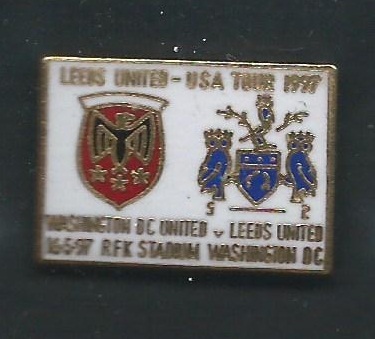 LEEDS UNITED - USA TOUR 1997
WASHINGTON DC UNITED v LEEDS UNITED
16-5-97 RFK STADIUM WASHINGTON DC